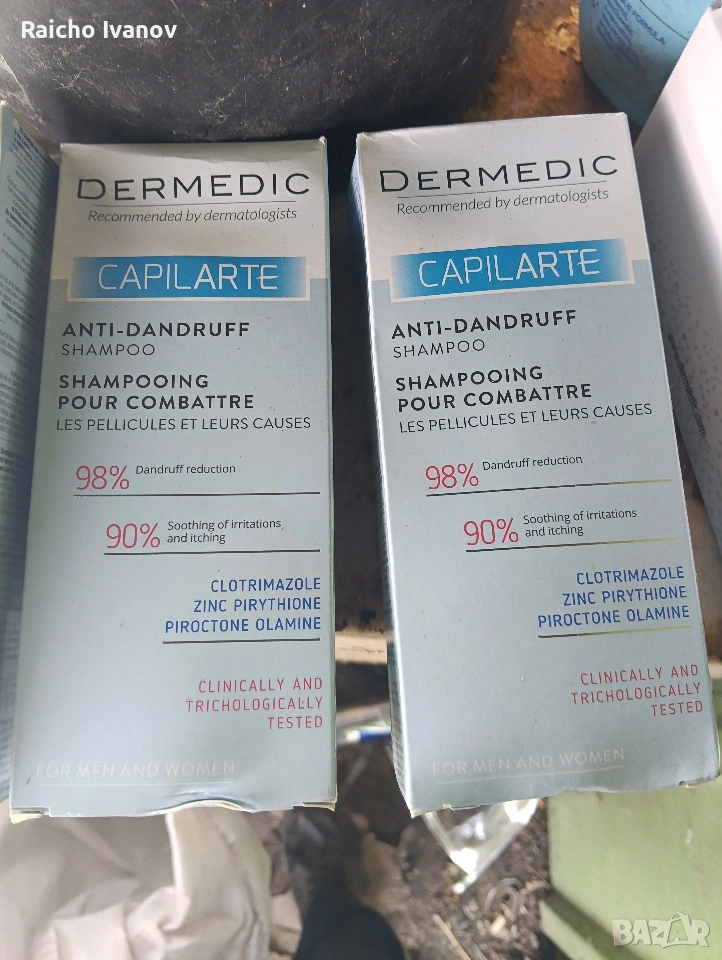 Raicho Ivanov
DERMEDIC
Recommended by dermatologists
CAPILARTE
ANTI-DANDRUFF
SHAMPOO
SHAMPOOING
POUR COMBATTRE
LES PELLICULES ET LEURS CAUSES
98% Dandruff reduction
90% Soothing of irritations
and itching
CLOTRIMAZOLE
ZINC PIRYTHIONE
PIROCTONE OLAMINE
CLINICALLY AND
TRICHOLOGICALLY
TESTED
FOR MEN AND WOMEN
DERMEDIC
Recommended by dermatologists
CAPILARTE
ANTI-DANDRUFF
SHAMPOO
SHAMPOOING
POUR COMBATTRE
LES PELLICULES ET LEURS CAUSES
98% Dandruff reduction
90% Soothing of irritations
and itching
CLOTRIMAZOLE
ZINC PIRYTHIONE
PIROCTONE OLAMINE
CLINICALLY AND
TRICHOLOGICALLY
TESTED
FOR MEN AND WOMEN
BAZAR